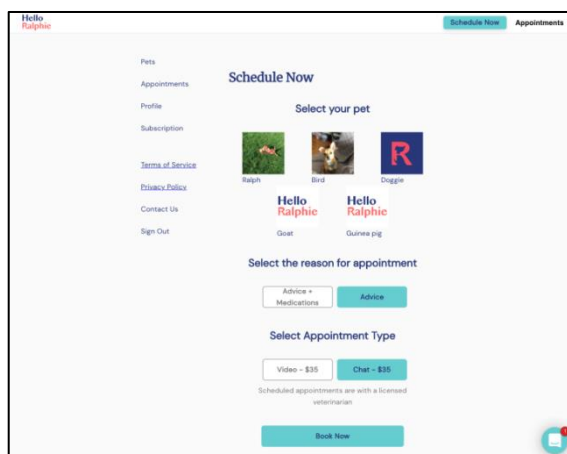 Hello
Ralphie
Schedule Now
Appointments
Pets
Appointments
Profile
Subscription
Terms of Service
Privacy Policy
Contact Us
Sign Out
Schedule Now
Select your pet
R
Ralph
Bird
Doggie
Hello
Ralphie
Hello
Ralphie
Goat
Guinea pig
Select the reason for appointment
Advice +
Medications
Advice
Select Appointment Type
Video - $35
Chat - $35
Scheduled appointments are with a licensed
veterinarian
Book Now